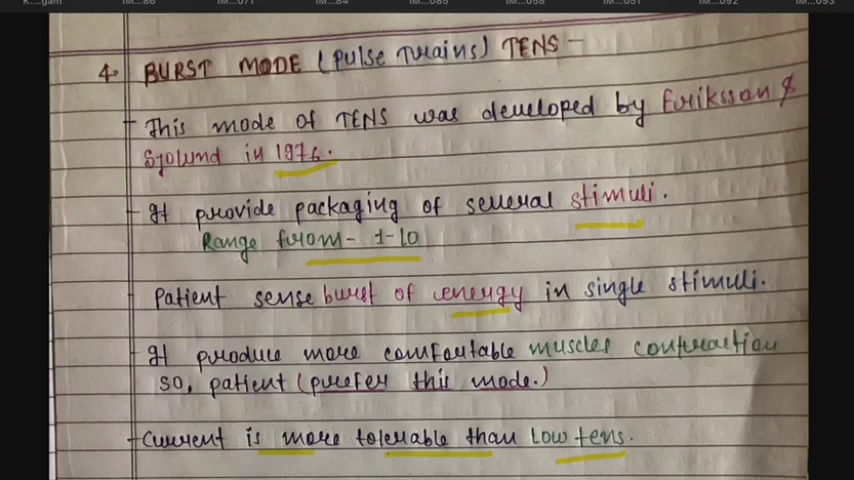 4. BURST MODE (Pulse Trains) TENS -
- This mode of TENS was developed by Eriksson &
Sjolund in 1976.
- It provide packaging of several stimuli.
Range from - 1-10
Patient sense burst of energy in single stimuli.
- It produce more comfortable muscles contraction
so, patient (prefer this mode.)
- Current is more tolerable than low tens.